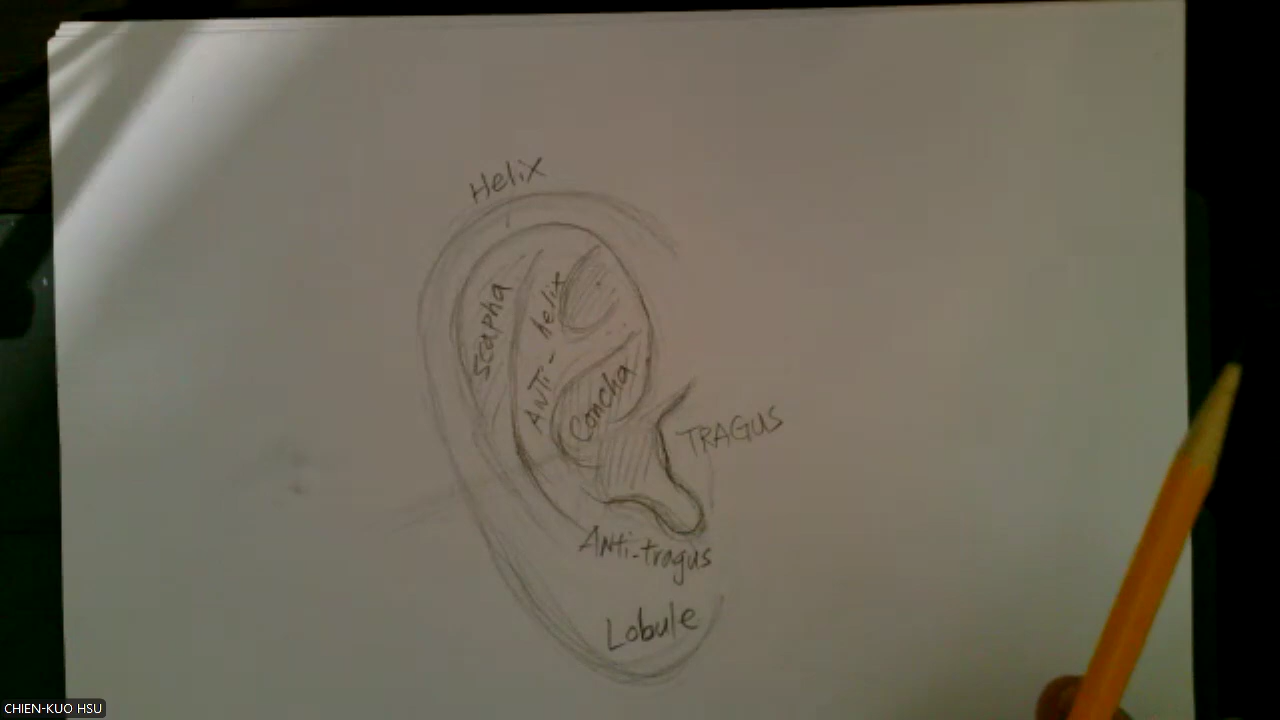 Helix
Scapha
ANTi-helix
Concha
TRAGUS
Anti-tragus
Lobule
CHIEN-KUO HSU